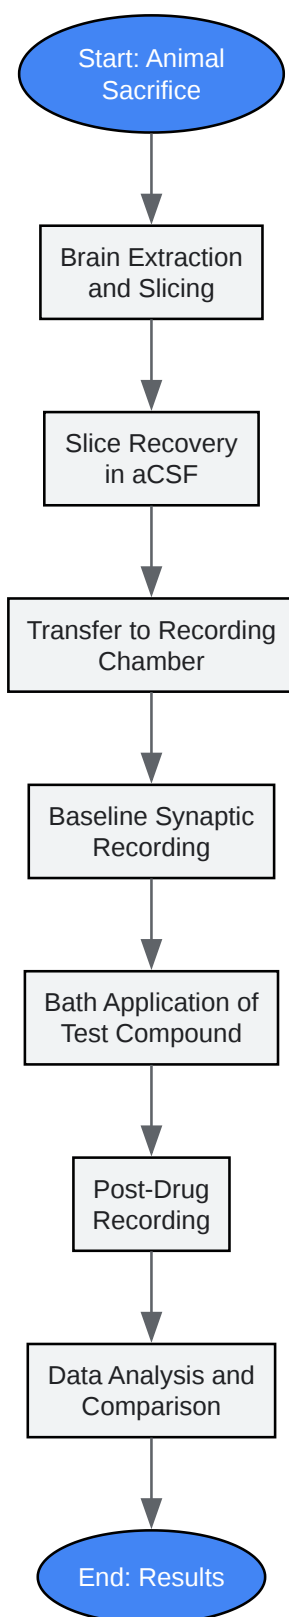 Start: Animal
Sacrifice
Brain Extraction
and Slicing
Slice Recovery
in aCSF
Transfer to Recording
Chamber
Baseline Synaptic
Recording
Bath Application of
Test Compound
Post-Drug
Recording
Data Analysis and
Comparison
End: Results